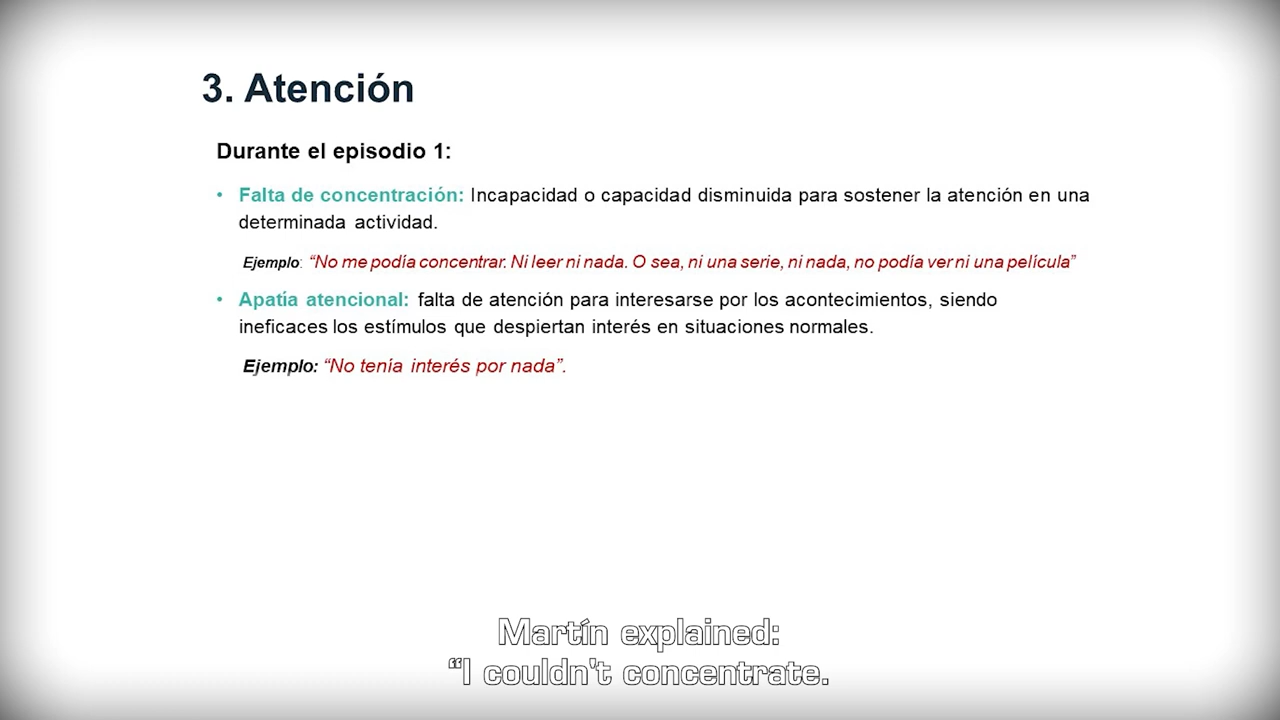 3. Atención
Durante el episodio 1:
• Falta de concentración: Incapacidad o capacidad disminuida para sostener la atención en una
determinada actividad.
Ejemplo: “No me podía concentrar. Ni leer ni nada. O sea, ni una serie, ni nada, no podía ver ni una película”
• Apatía atencional: falta de atención para interesarse por los acontecimientos, siendo
ineficaces los estímulos que despiertan interés en situaciones normales.
Ejemplo: “No tenía interés por nada”.
Martín explained:
“I couldn't concentrate.